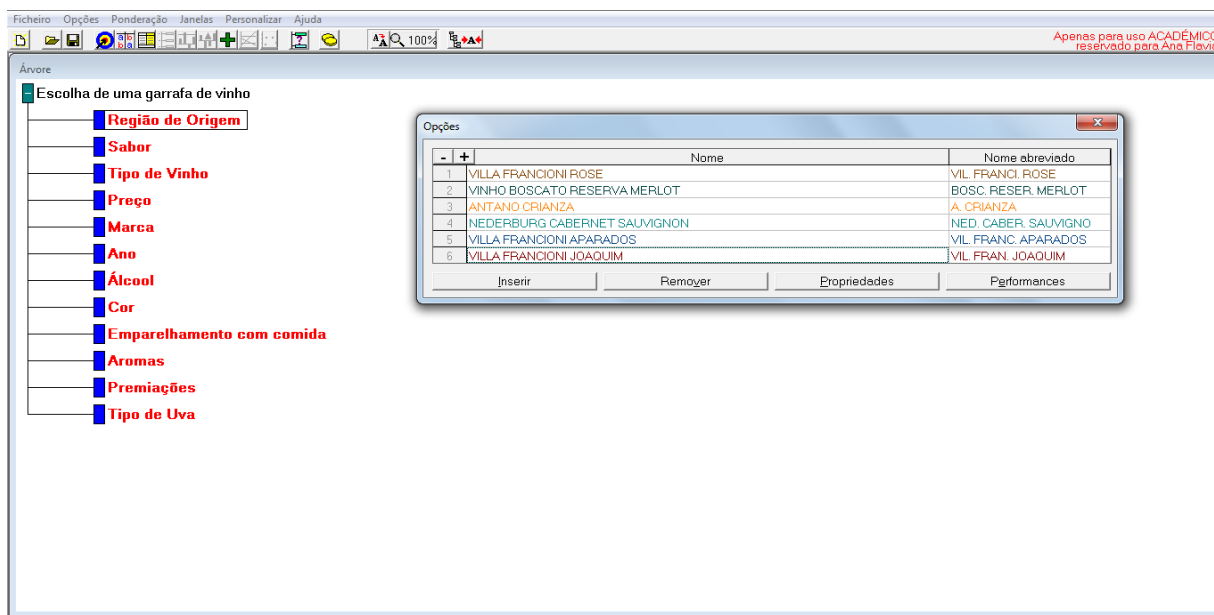 Ficheiro Opções Ponderação Janelas Personalizar Ajuda
100%
Apenas para uso ACADÉMICO
reservado para Ana Flavi
Árvore
Escolha de uma garrafa de vinho
Região de Origem
Sabor
Tipo de Vinho
Preço
Marca
Ano
Álcool
Cor
Emparelhamento com comida
Aromas
Premiações
Tipo de Uva
Opções
- + Nome Nome abreviado
1 VILLA FRANCIONI ROSE VIL. FRANCI. ROSE
2 VINHO BOSCATO RESERVA MERLOT BOSC. RESER. MERLOT
3 ANTANO CRIANZA A. CRIANZA
4 NEDERBURG CABERNET SAUVIGNON NED. CABER. SAUVIGNO
5 VILLA FRANCIONI APARADOS VIL. FRANC. APARADOS
6 VILLA FRANCIONI JOAQUIM VIL. FRAN. JOAQUIM
Inserir Remover Propriedades Performances